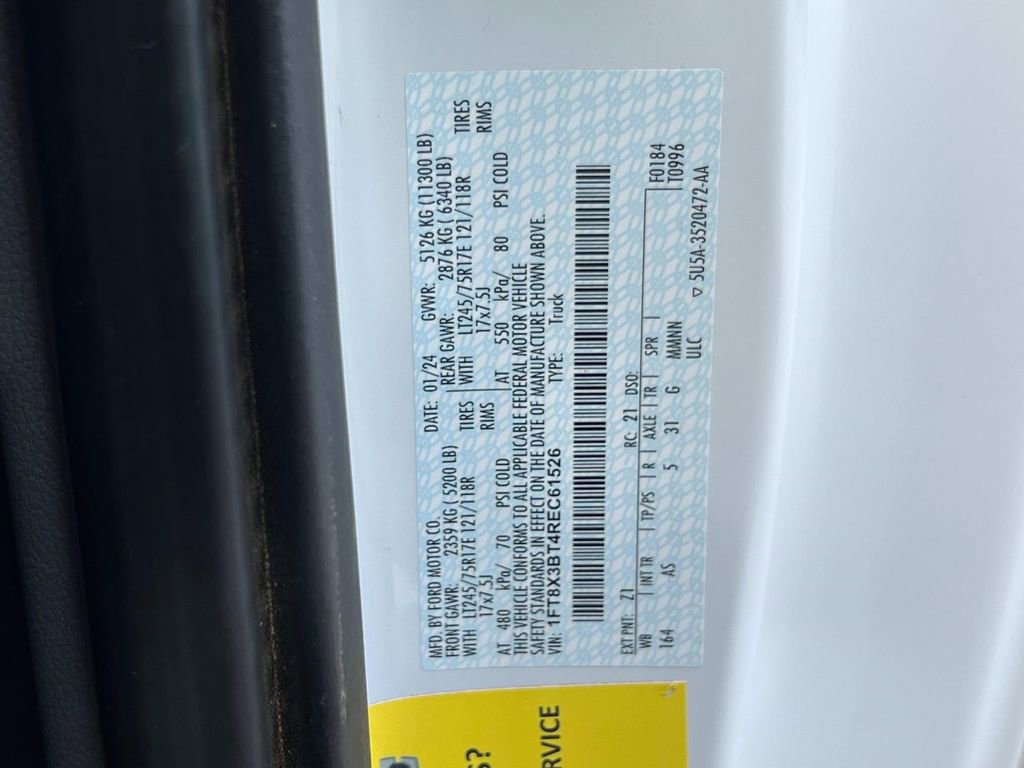 MFD. BY FORD MOTOR CO.
DATE: 01/24 GVWR: 5126 KG (11300 LB)
FRONT GAWR: 2359 KG ( 5200 LB)
REAR GAWR: 2876 KG ( 6340 LB)
WITH LT245/75R17E 121/118R TIRES
WITH LT245/75R17E 121/118R TIRES
17x7.5J RIMS
17x7.5J RIMS
AT 480 kPa/ 70 PSI COLD
AT 550 kPa/ 80 PSI COLD
THIS VEHICLE CONFORMS TO ALL APPLICABLE FEDERAL MOTOR VEHICLE
SAFETY STANDARDS IN EFFECT ON THE DATE OF MANUFACTURE SHOWN ABOVE.
VIN: 1FT8X3BT4REC61526 TYPE: Truck
EXT PNT: Z1 RC: 21 DSO: F0184
WB INT TR TP/PS R AXLE TR SPR T0996
164 AS 5 31 G MMNNN
ULC ▽ 5U5A-3520472-AA
S?
RVICE